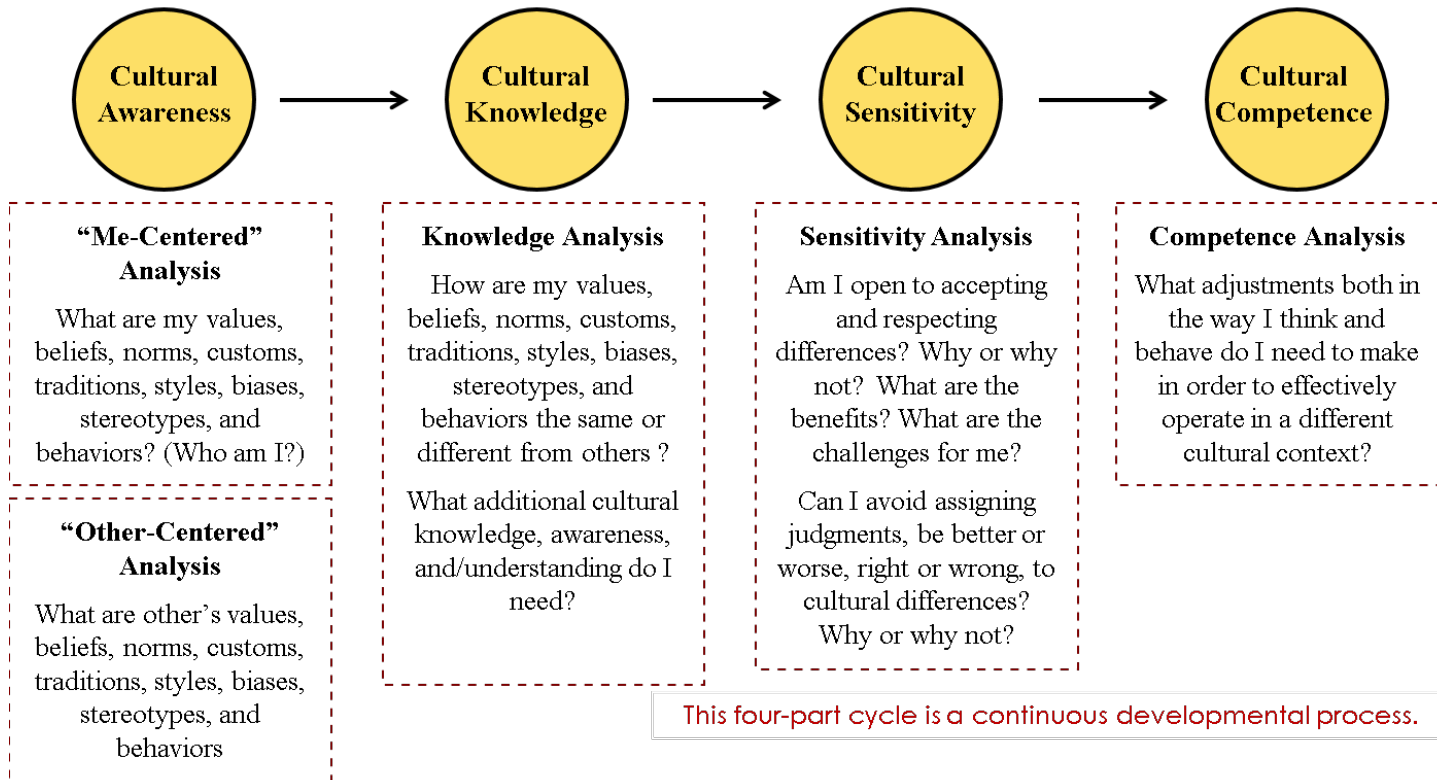 Cultural
Awareness
Cultural
Knowledge
Cultural
Sensitivity
Cultural
Competence
“Me-Centered”
Analysis
What are my values,
beliefs, norms, customs,
traditions, styles, biases,
stereotypes, and
behaviors? (Who am I?)
“Other-Centered”
Analysis
What are other’s values,
beliefs, norms, customs,
traditions, styles, biases,
stereotypes, and
behaviors
Knowledge Analysis
How are my values,
beliefs, norms, customs,
traditions, styles, biases,
stereotypes, and
behaviors the same or
different from others ?
What additional cultural
knowledge, awareness,
and/understanding do I
need?
Sensitivity Analysis
Am I open to accepting
and respecting
differences? Why or why
not?  What are the
benefits? What are the
challenges for me?
Can I avoid assigning
judgments, be better or
worse, right or wrong, to
cultural differences?
Why or why not?
Competence Analysis
What adjustments both in
the way I think and
behave do I need to make
in order to effectively
operate in a different
cultural context?
This four-part cycle is a continuous developmental process.